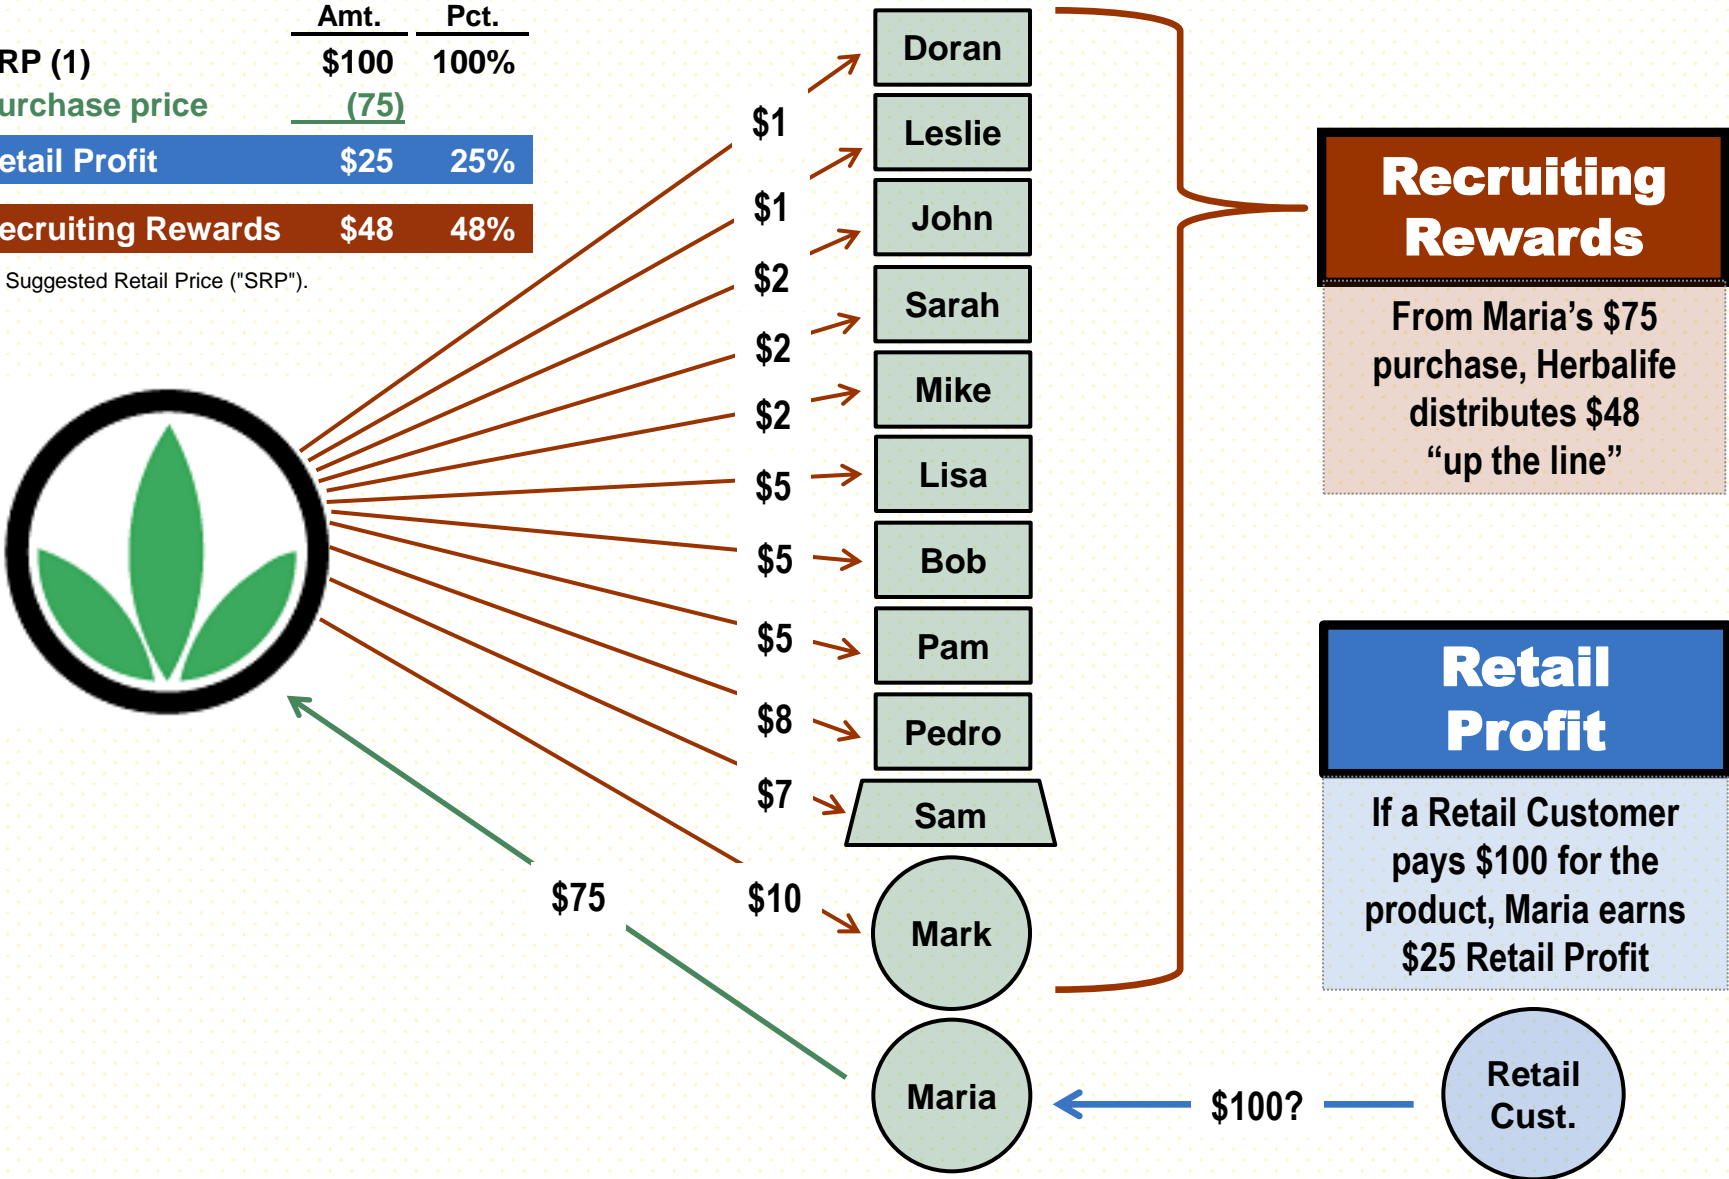 Amt. Pct.
RP (1) $100 100%
urchase price (75)
etail Profit $25 25%
ecruiting Rewards $48 48%
Suggested Retail Price ("SRP").
Doran
Leslie
John
Sarah
Mike
Lisa
Bob
Pam
Pedro
Sam
Mark
Maria
$1
$1
$2
$2
$2
$5
$5
$5
$8
$7
$10
$75
$100?
Retail
Cust.
Recruiting
Rewards
From Maria’s $75
purchase, Herbalife
distributes $48
“up the line”
Retail
Profit
If a Retail Customer
pays $100 for the
product, Maria earns
$25 Retail Profit